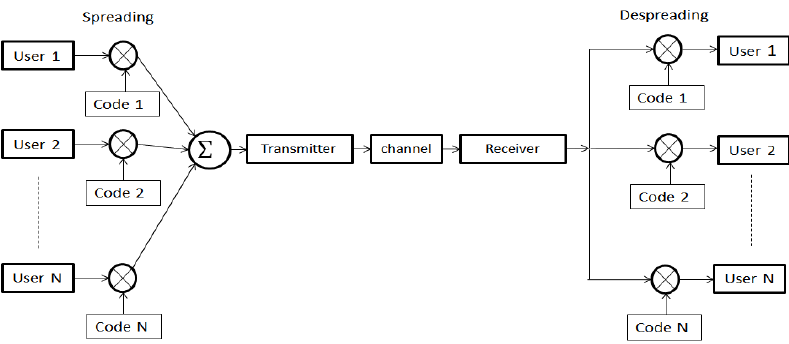 Spreading
Despreading
User 1
Code 1
User 2
Code 2
User N
Code N
Σ
Transmitter
channel
Receiver
User 1
Code 1
User 2
Code 2
User N
Code N